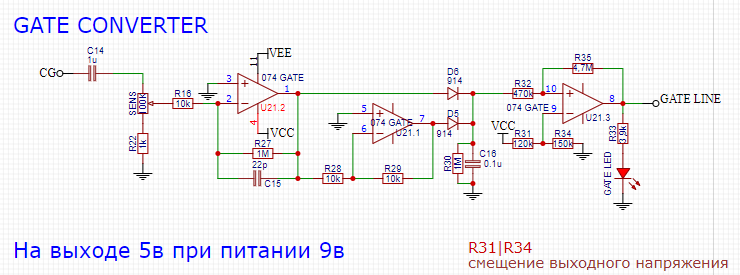 GATE CONVERTER
C14
1u
CG
VEE
11
074 GATE
3
1
2
U21.2
4
VCC
SENS
100K
R16
10k
R22
1k
R27
1M
22p
C15
R28
10k
R29
10k
5
074 GATE
6
7
U21.1
D6
914
D5
914
R30
1M
C16
0.1u
R32
470k
R35
4,7M
10
8
074 GATE
9
U21.3
VCC
R31
120k
R34
150k
GATE LINE
R33
3,9k
GATE LED
На выходе 5в при питании 9в
R31|R34
смещение выходного напряжения